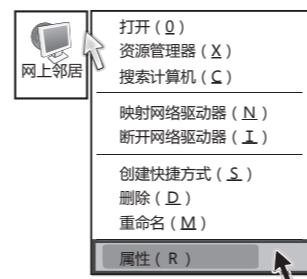 网上邻居
打开(0)
资源管理器(X)
搜索计算机(C)
映射网络驱动器(N)
断开网络驱动器(I)
创建快捷方式(S)
删除(D)
重命名(M)
属性(R)